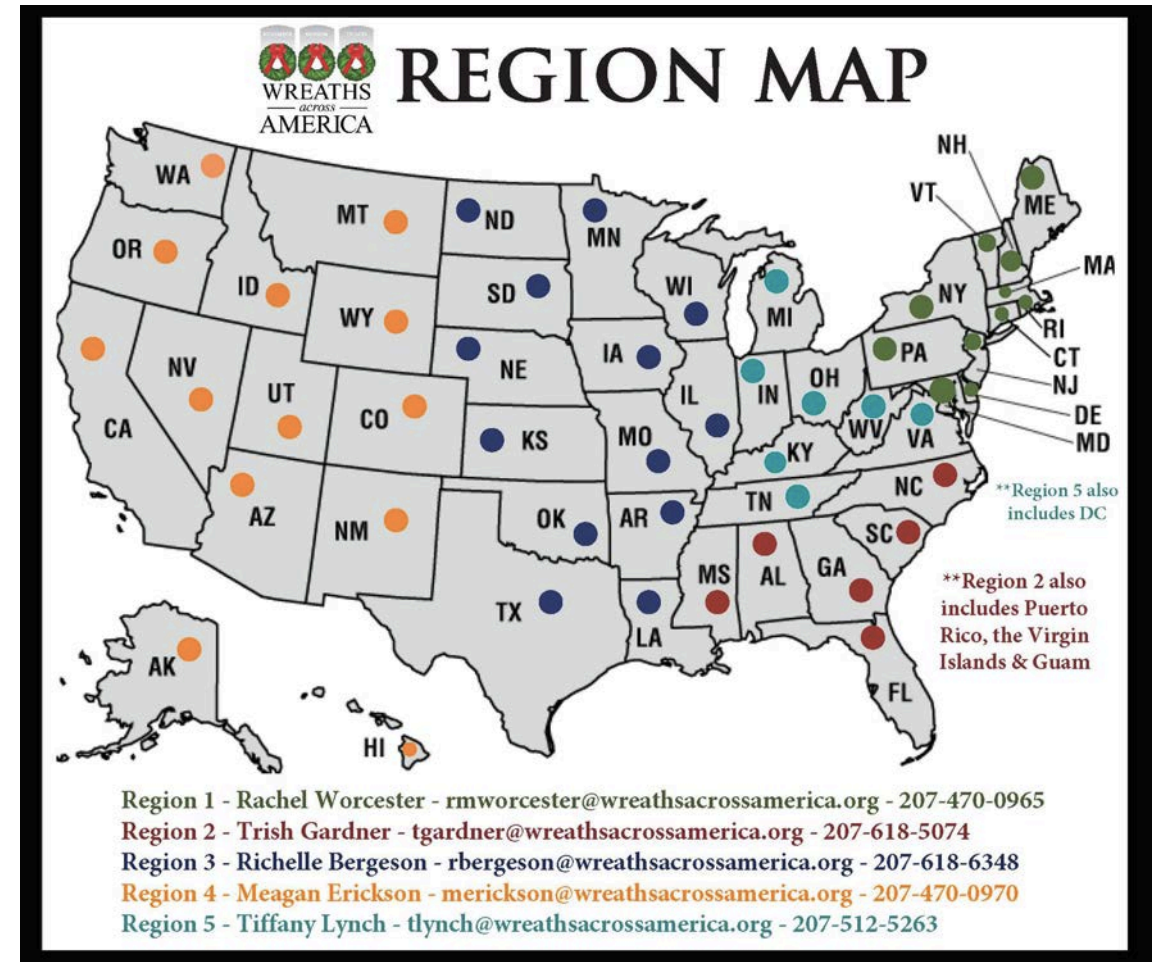 WREATHS
across
AMERICA
REGION MAP
NH
WA
VT
ME
MT
ND
MN
OR
MA
ID
SD
WI
NY
MI
WY
RI
IA
PA
CT
NV
NE
OH
NJ
UT
IL
IN
CO
DE
CA
KS
MO
WV
VA
MD
KY
NC
**Region 5 also
includes DC
TN
AZ
NM
OK
AR
SC
MS
AL
GA
**Region 2 also
includes Puerto
Rico, the Virgin
Islands & Guam
TX
LA
AK
FL
HI
Region 1 - Rachel Worcester - rmworcester@wreathsacrossamerica.org - 207-470-0965
Region 2 - Trish Gardner - tgardner@wreathsacrossamerica.org - 207-618-5074
Region 3 - Richelle Bergeson - rbergeson@wreathsacrossamerica.org - 207-618-6348
Region 4 - Meagan Erickson - merickson@wreathsacrossamerica.org - 207-470-0970
Region 5 - Tiffany Lynch - tlynch@wreathsacrossamerica.org - 207-512-5263